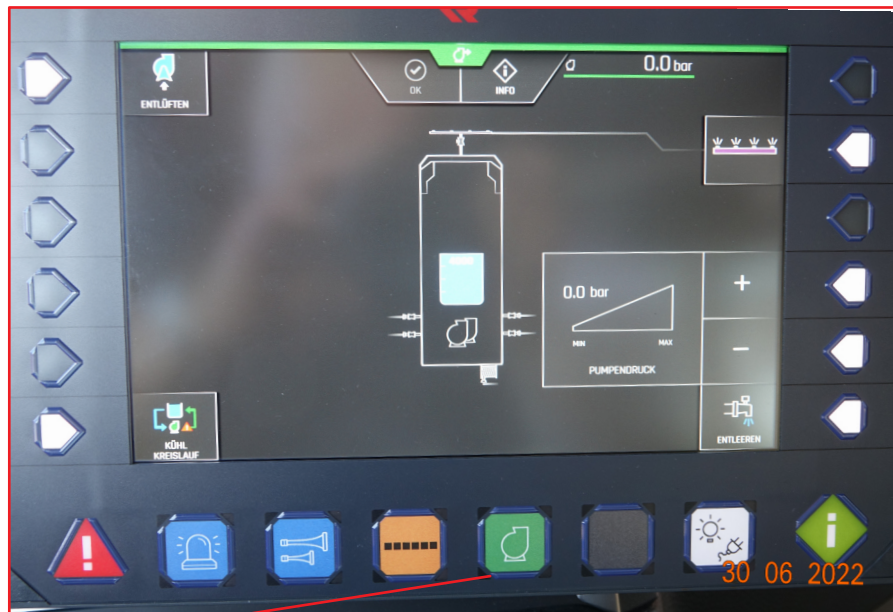 ENTLÜFTEN
OK
INFO
0.0 bar
0.0 bar
MIN
MAX
PUMPENDRUCK
+
−
KÜHL
KREISLAUF
ENTLEEREN
!
i
30 06 2022